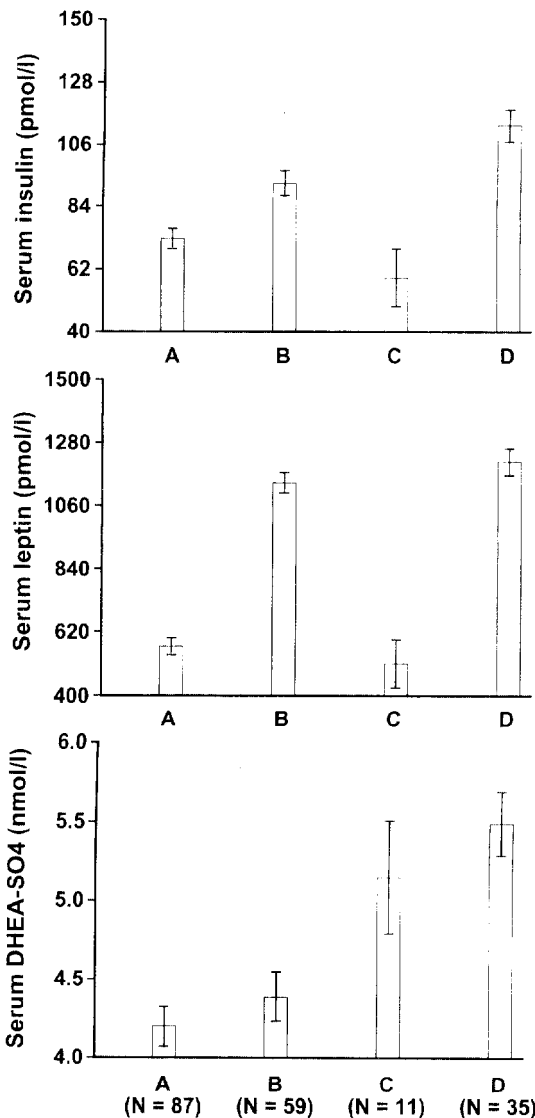 Serum insulin (pmol/l)
150
128
106
84
62
40
A B C D
Serum leptin (pmol/l)
1500
1280
1060
840
620
400
A B C D
Serum DHEA-SO4 (nmol/l)
6.0
5.5
5.0
4.5
4.0
A B C D
(N = 87) (N = 59) (N = 11) (N = 35)